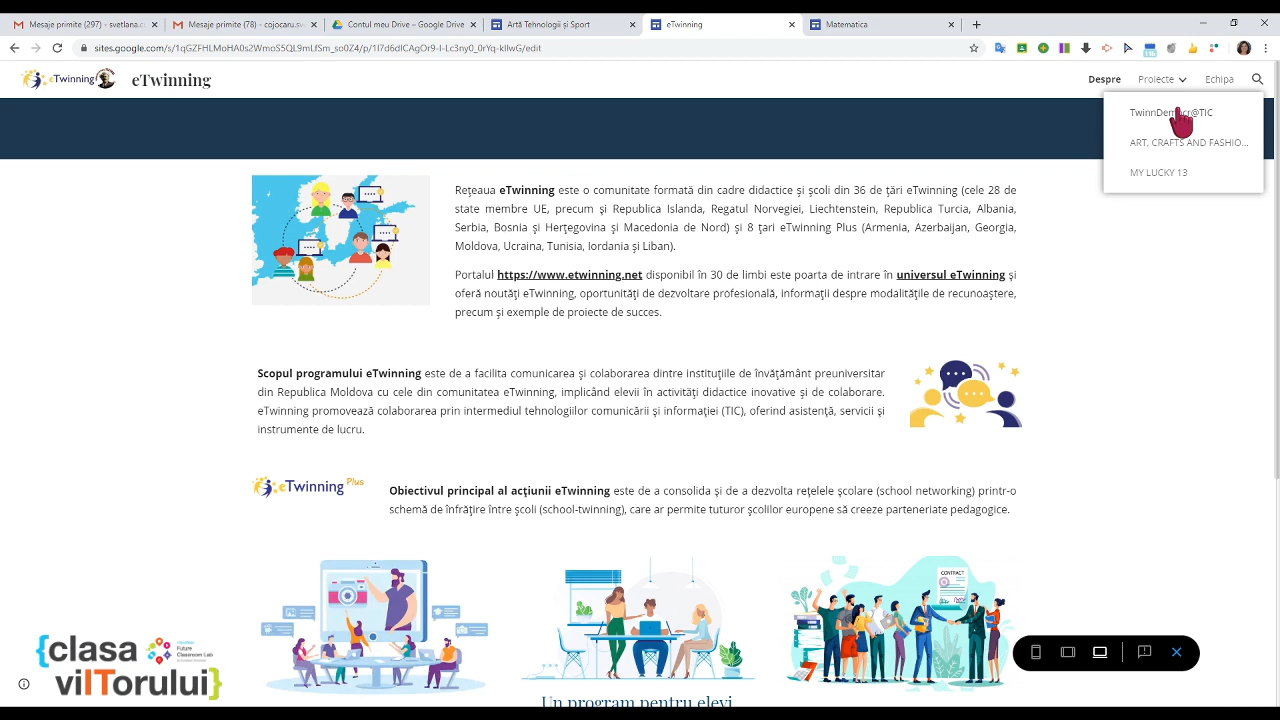 Mesaje primite (297) - svetlana.c
Mesaje primite (78) - cojocaru.sv
Contul meu Drive – Google Drive
Artă Tehnologii și Sport
eTwinning
Matematica
sites.google.com/s/1qGZFHLMoHA0s2WmoS5QL9mLfSm_so0Z4/p/1I7d6dICAgOr9-I-Lc3ny0_0rYq-kIIwG/edit
eTwinning
eTwinning
Despre
Proiecte
Echipa
TwinnDemocr@TIC
ART, CRAFTS AND FASHIO...
MY LUCKY 13
Rețeaua eTwinning este o comunitate formată din cadre didactice și școli din 36 de țări eTwinning (cele 28 de
state membre UE, precum și Republica Islanda, Regatul Norvegiei, Liechtenstein, Republica Turcia, Albania,
Serbia, Bosnia și Herțegovina și Macedonia de Nord) și 8 țari eTwinning Plus (Armenia, Azerbaijan, Georgia,
Moldova, Ucraina, Tunisia, Iordania și Liban).
Portalul https://www.etwinning.net disponibil în 30 de limbi este poarta de intrare în universul eTwinning și
oferă noutăți eTwinning, oportunități de dezvoltare profesională, informații despre modalitățile de recunoaștere,
precum și exemple de proiecte de succes.
Scopul programului eTwinning este de a facilita comunicarea și colaborarea dintre instituțiile de învățământ preuniversitar
din Republica Moldova cu cele din comunitatea eTwinning, implicând elevii în activități didactice inovative și de colaborare.
eTwinning promovează colaborarea prin intermediul tehnologiilor comunicării și informației (TIC), oferind asistență, servicii și
instrumente de lucru.
eTwinning Plus
Obiectivul principal al acțiunii eTwinning este de a consolida și de a dezvolta rețelele școlare (school networking) printr-o
schemă de înfrățire între școli (school-twinning), care ar permite tuturor școlilor europene să creeze parteneriate pedagogice.
CONTRACT
Un program pentru elevi
{clasa
viITorului}
Future
Classroom Lab